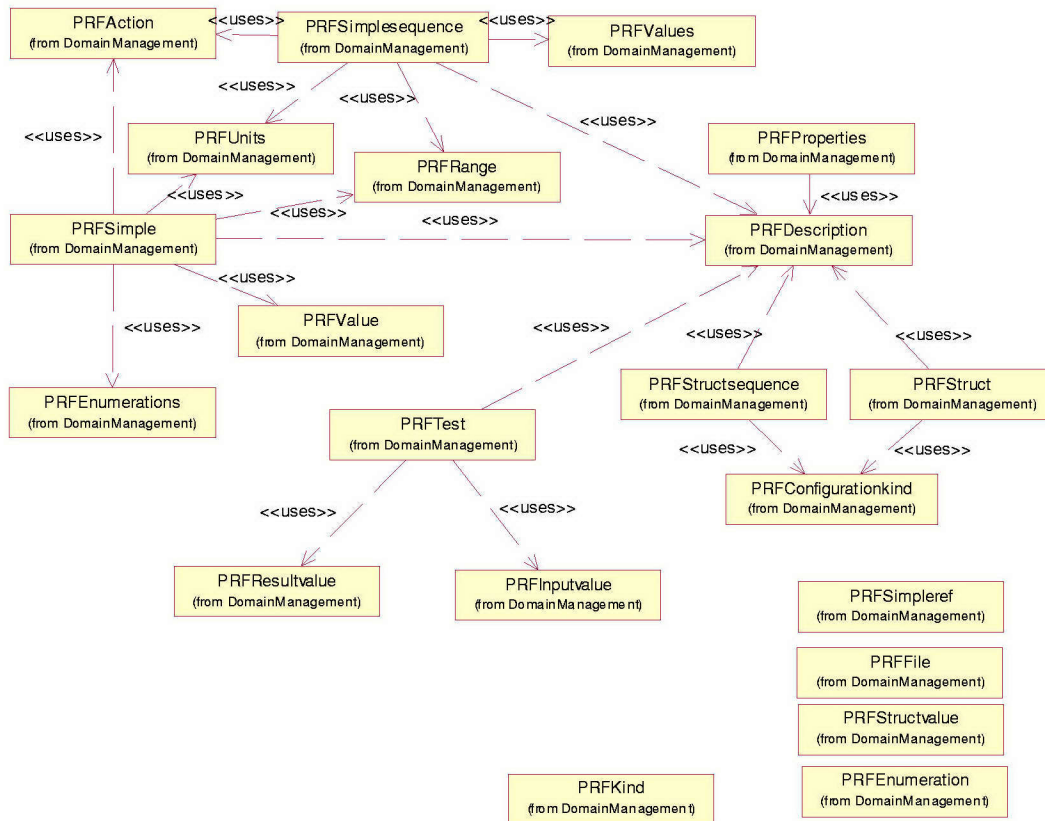 PRFAction
(from DomainManagement)
<<uses>>
PRFSimplesequence
(from DomainManagement)
<<uses>>
PRFValues
(from DomainManagement)
<<uses>>
<<uses>>
<<uses>>
<<uses>>
PRFUnits
(from DomainManagement)
PRFRange
(from DomainManagement)
PRFProperties
(from DomainManagement)
<<uses>>
<<uses>>
<<uses>>
<<uses>>
PRFSimple
(from DomainManagement)
PRFDescription
(from DomainManagement)
<<uses>>
PRFValue
(from DomainManagement)
<<uses>>
<<uses>>
<<uses>>
<<uses>>
PRFEnumerations
(from DomainManagement)
PRFTest
(from DomainManagement)
PRFStructsequence
(from DomainManagement)
PRFStruct
(from DomainManagement)
<<uses>>
<<uses>>
PRFConfigurationkind
(from DomainManagement)
<<uses>>
<<uses>>
PRFResultvalue
(from DomainManagement)
PRFInputvalue
(from DomainManagement)
PRFSimpleref
(from DomainManagement)
PRFFile
(from DomainManagement)
PRFStructvalue
(from DomainManagement)
PRFKind
(from DomainManagement)
PRFEnumeration
(from DomainManagement)